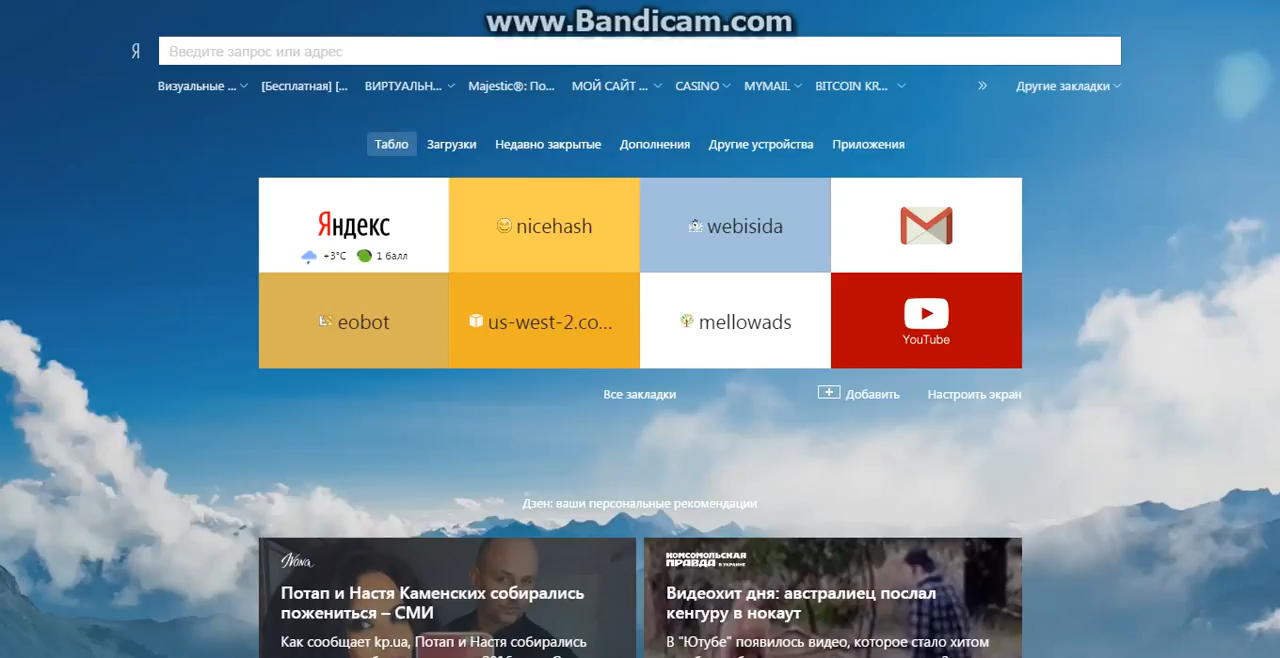 www.Bandicam.com
Я Введите запрос или адрес
Визуальные ... [Бесплатная] [... ВИРТУАЛЬН... Majestic®: По... МОЙ САЙТ ... CASINO MYMAIL BITCOIN KR... » Другие закладки
Табло Загрузки Недавно закрытые Дополнения Другие устройства Приложения
Яндекс
+3°C 1 балл
nicehash
webisida
eobot
us-west-2.co...
mellowads
YouTube
Все закладки Добавить Настроить экран
Дзен: ваши персональные рекомендации
Ivona
Потап и Настя Каменских собирались
пожениться – СМИ
Как сообщает kp.ua, Потап и Настя собирались
КОМСОМОЛЬСКАЯ
ПРАВДА В УКРАИНЕ
Видеохит дня: австралиец послал
кенгуру в нокаут
В "Ютубе" появилось видео, которое стало хитом